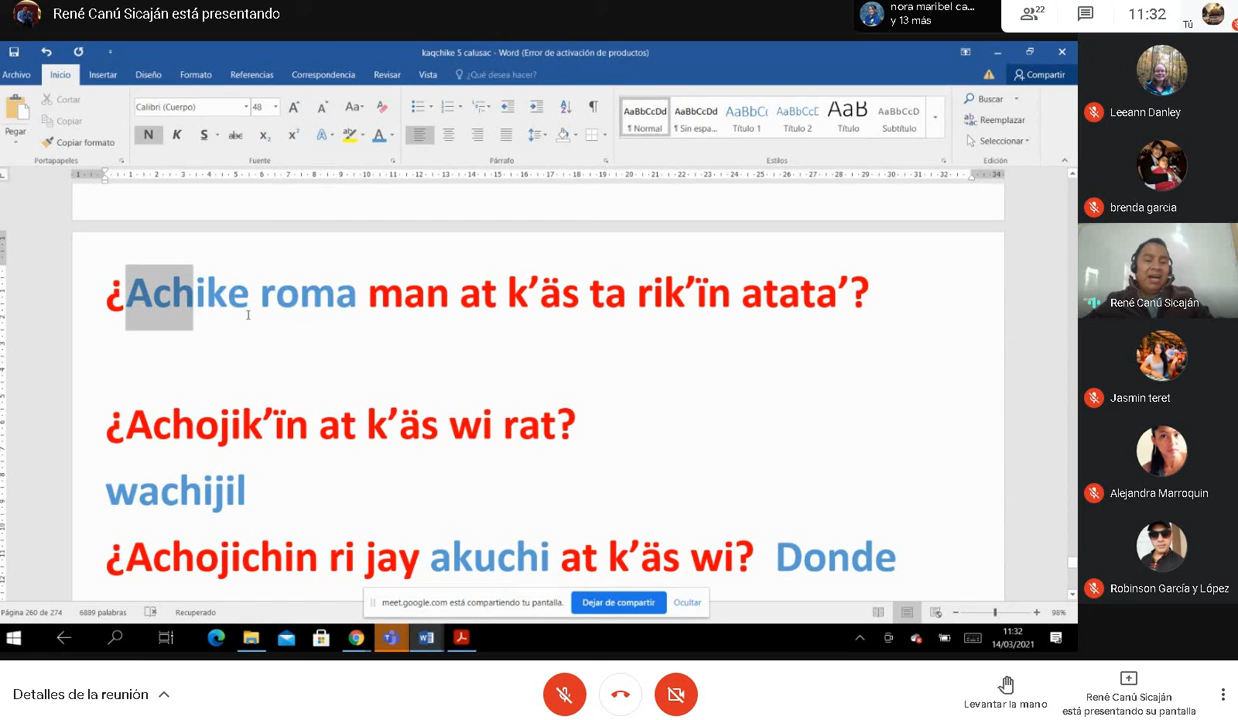 René Canú Sicaján está presentando
nora maribel ca...
y 13 más
22
11:32
Tú
kaqchike 5 calusac - Word (Error de activación de productos)
Archivo Inicio Insertar Diseño Formato Referencias Correspondencia Revisar Vista ¿Qué desea hacer? Compartir
Pegar
Cortar
Copiar
Copiar formato
Portapapeles
Calibri (Cuerpo) 48
N K S abc x₂ x²
Fuente
Párrafo
AaBbCcDd AaBbCcDd AaBbCc AaBbCcD AaB AaBbCcD
¶ Normal ¶ Sin espa... Título 1 Título 2 Título Subtítulo
Estilos
Buscar
Reemplazar
Seleccionar
Edición
¿Achike roma man at k’äs ta rik’ïn atata’?
¿Achojik’ïn at k’äs wi rat?
wachijil
¿Achojichin ri jay akuchi at k’äs wi? Donde
meet.google.com está compartiendo tu pantalla. Dejar de compartir Ocultar
Página 260 de 274 6889 palabras Recuperado 98%
11:32
14/03/2021
Leeann Danley
brenda garcia
René Canú Sicaján
Jasmin teret
Alejandra Marroquin
Robinson García y López
Detalles de la reunión
Levantar la mano
René Canú Sicaján
está presentando su pantalla